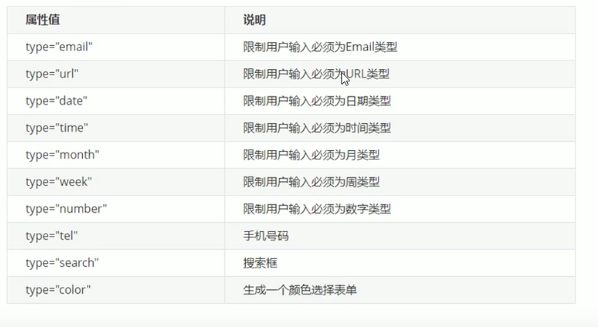 属性值 说明
type="email" 限制用户输入必须为Email类型
type="url" 限制用户输入必须为URL类型
type="date" 限制用户输入必须为日期类型
type="time" 限制用户输入必须为时间类型
type="month" 限制用户输入必须为月类型
type="week" 限制用户输入必须为周类型
type="number" 限制用户输入必须为数字类型
type="tel" 手机号码
type="search" 搜索框
type="color" 生成一个颜色选择表单